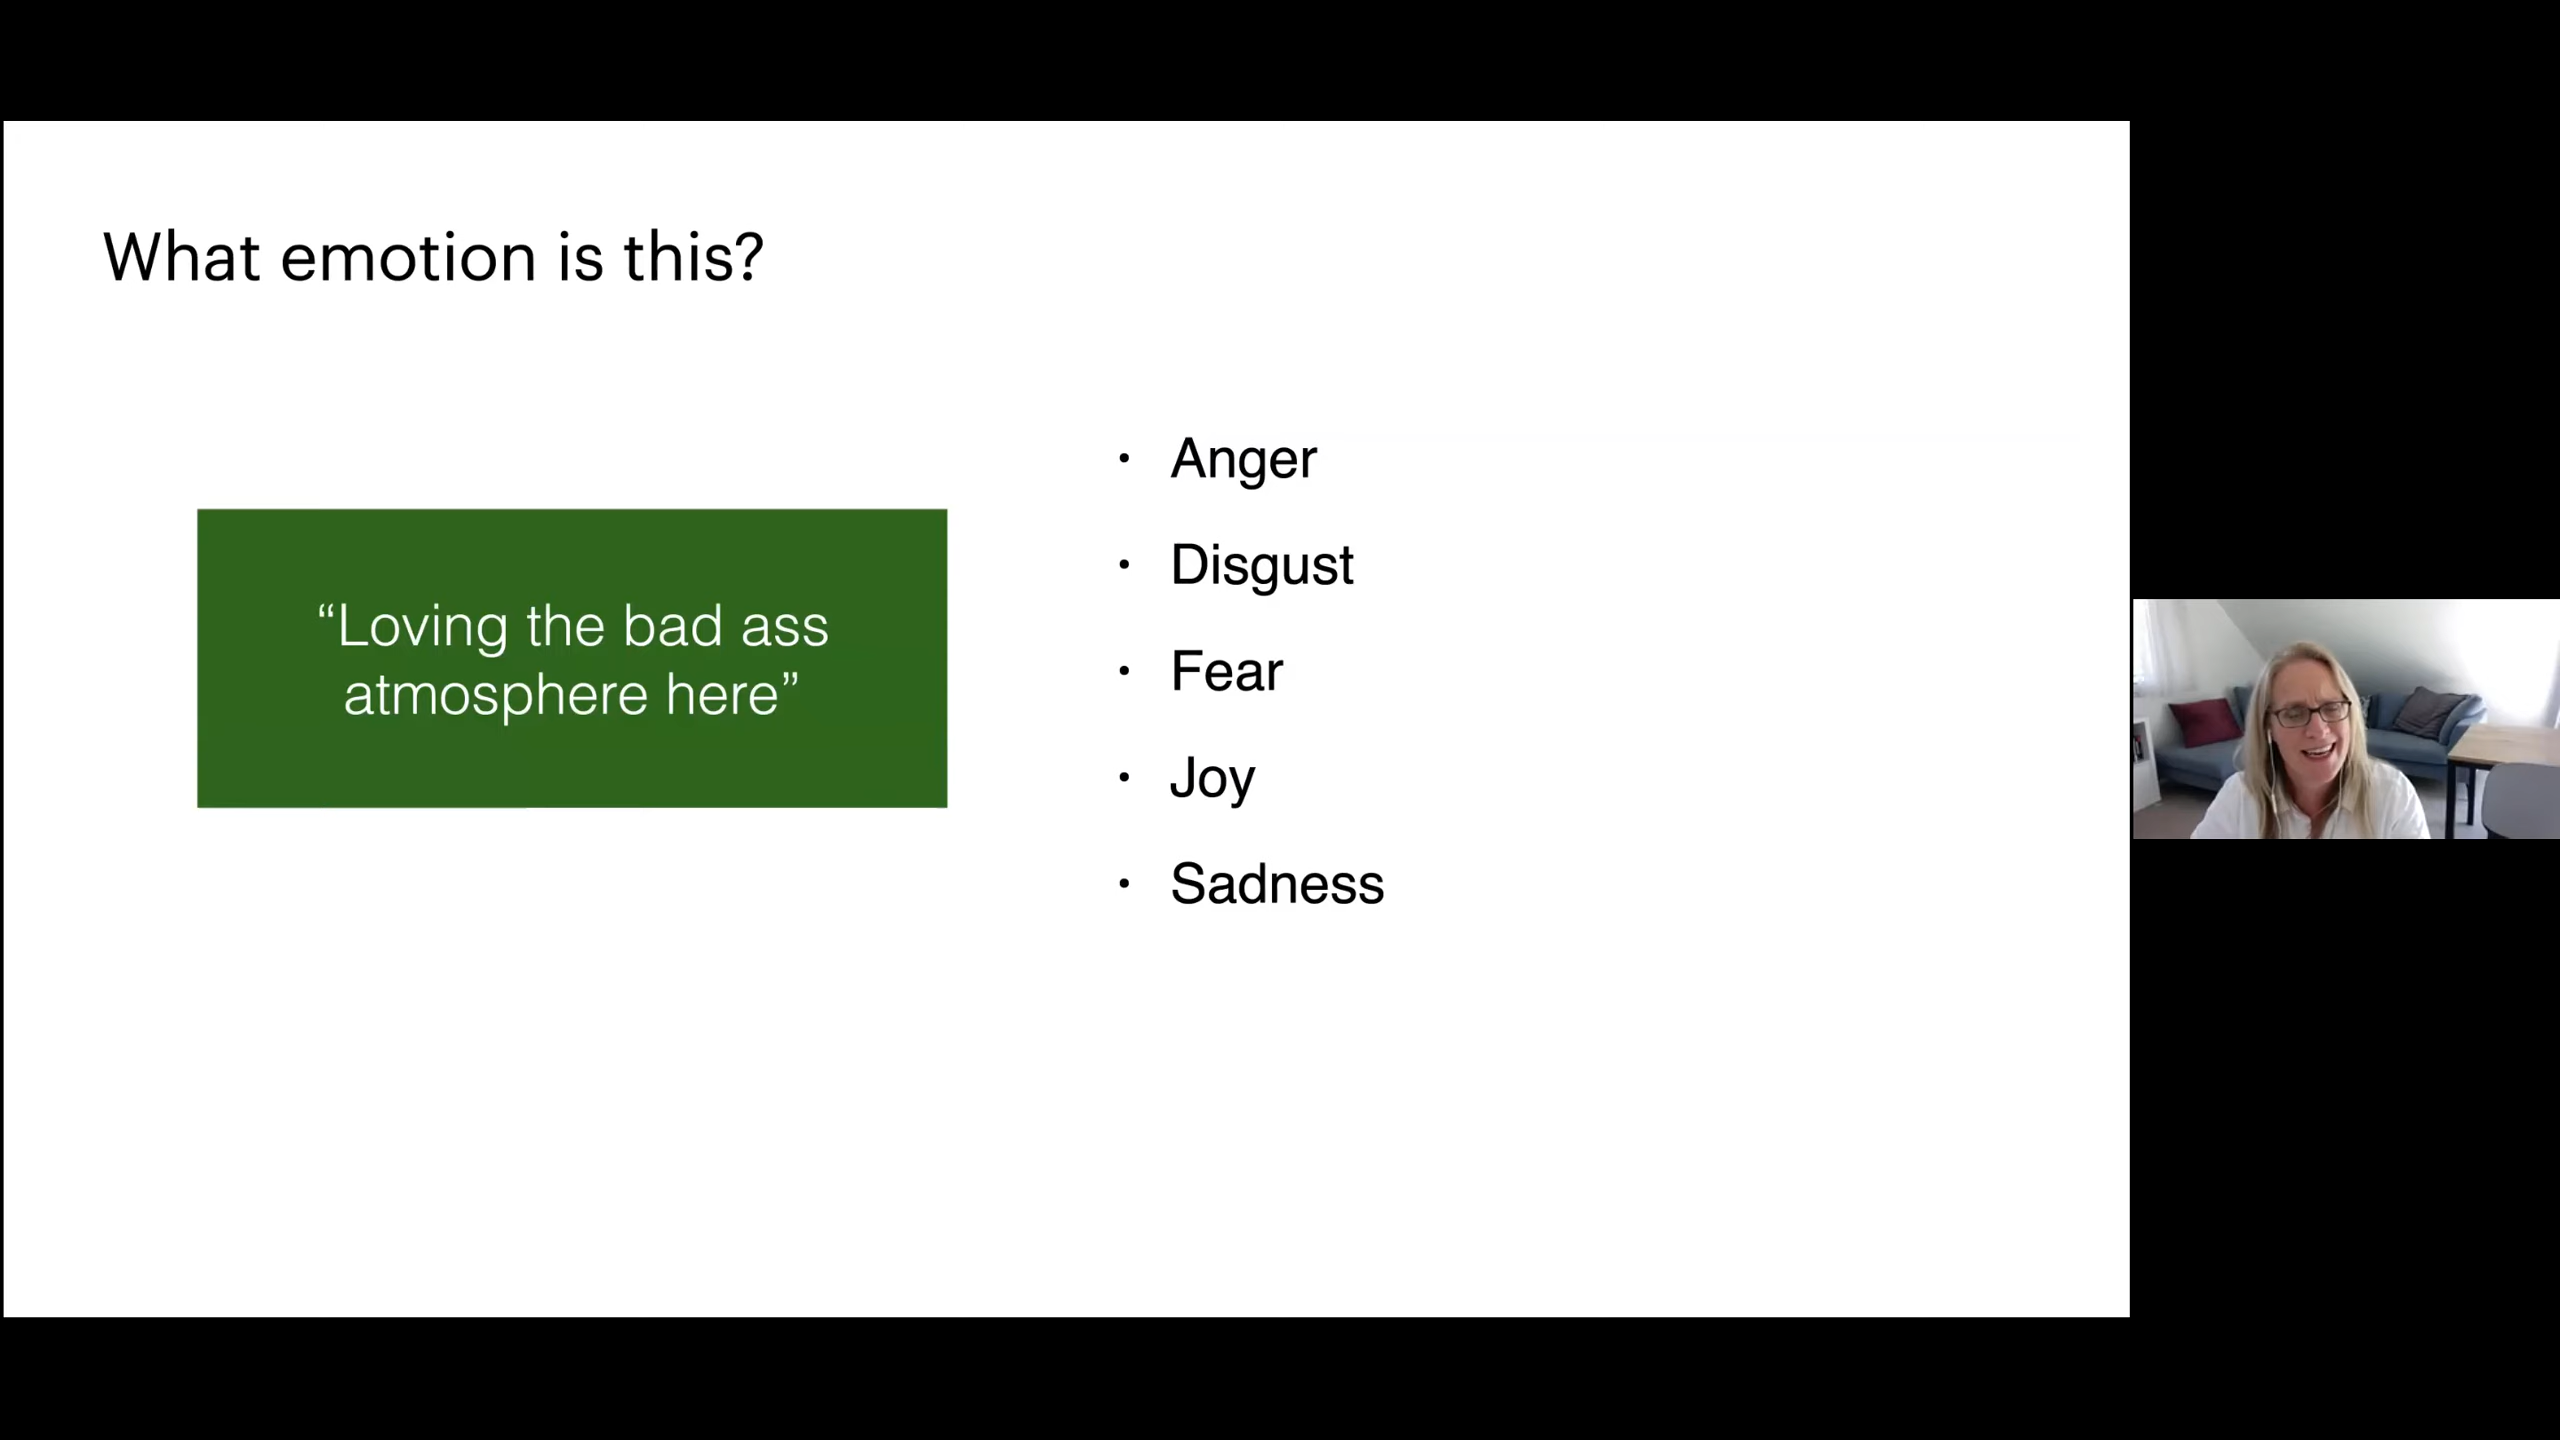 What emotion is this?
“Loving the bad ass
atmosphere here”
• Anger
• Disgust
• Fear
• Joy
• Sadness